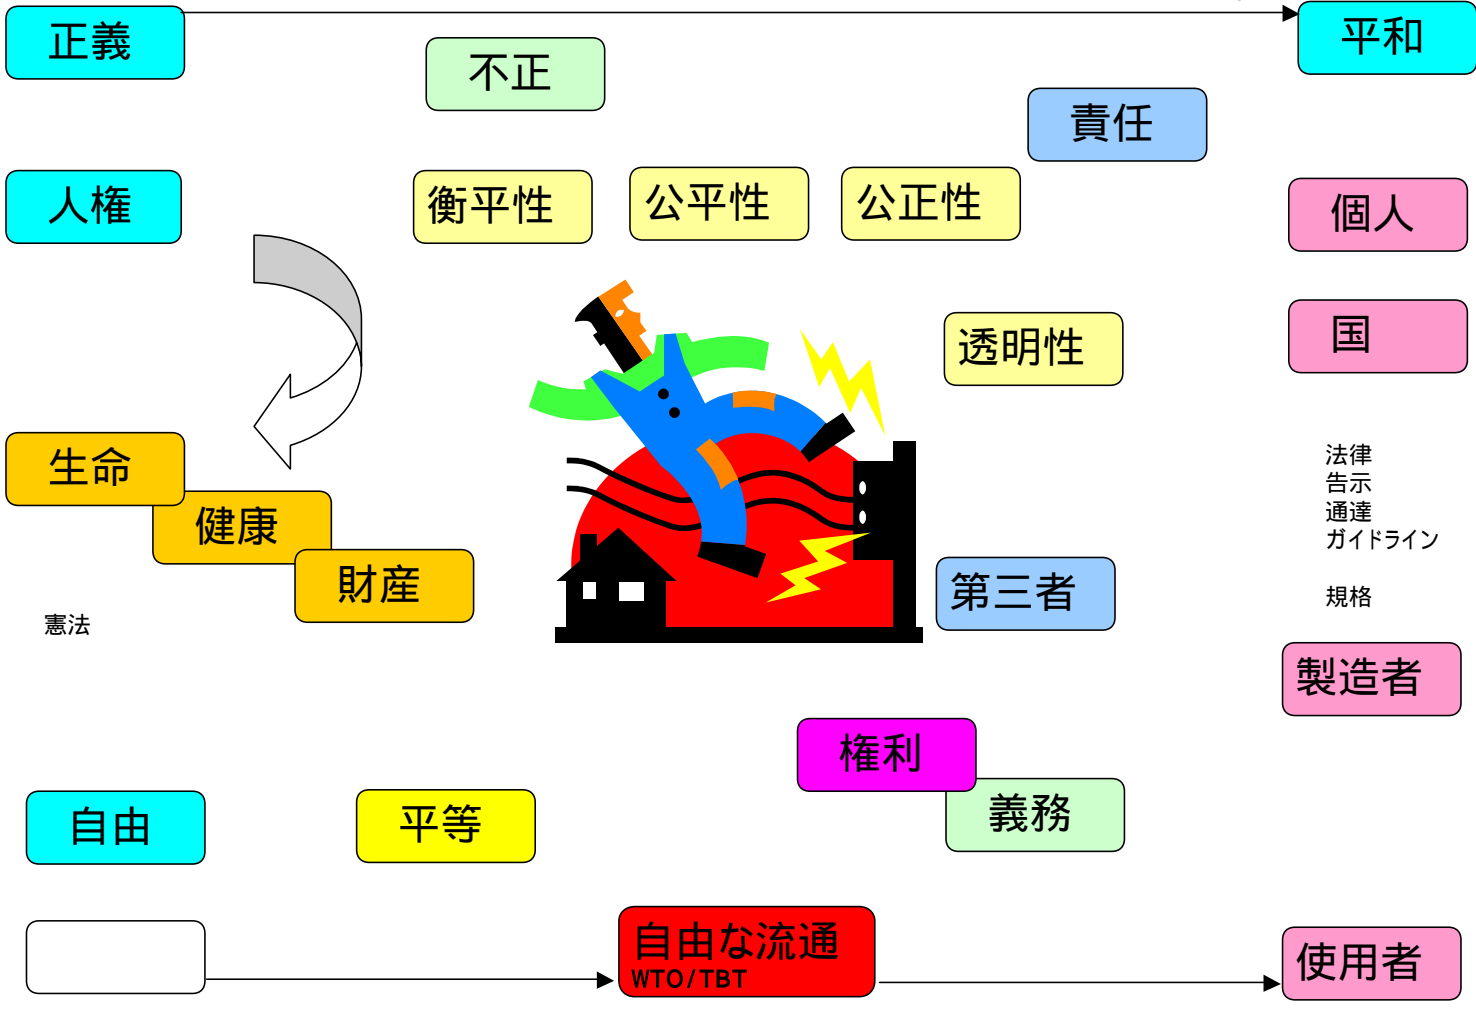 正義
平和
不正
責任
人権
衡平性
公平性
公正性
個人
国
透明性
生命
健康
財産
憲法
法律
告示
通達
ガイドライン
規格
第三者
製造者
権利
義務
自由
平等
自由な流通
WTO/TBT
使用者